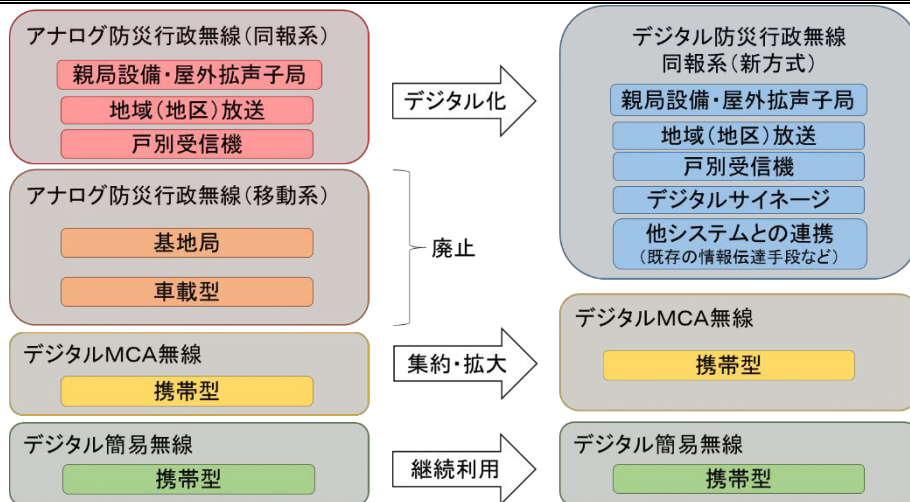 アナログ防災行政無線(同報系)
親局設備・屋外拡声子局
地域(地区)放送
戸別受信機
アナログ防災行政無線(移動系)
基地局
車載型
デジタルMCA無線
携帯型
デジタル簡易無線
携帯型
デジタル化
廃止
集約・拡大
継続利用
デジタル防災行政無線
同報系(新方式)
親局設備・屋外拡声子局
地域(地区)放送
戸別受信機
デジタルサイネージ
他システムとの連携
(既存の情報伝達手段など)
デジタルMCA無線
携帯型
デジタル簡易無線
携帯型